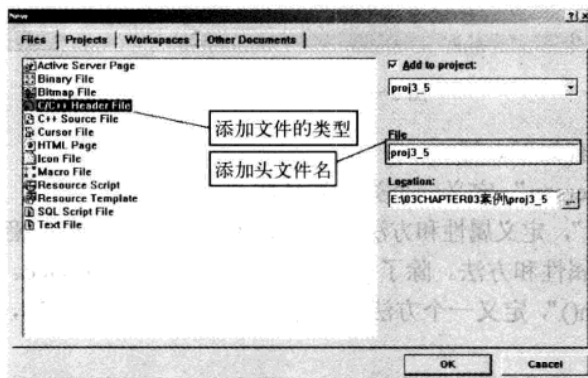 New
Files
Projects
Workspaces
Other Documents
Active Server Page
Binary File
Bitmap File
C/C++ Header File
C++ Source File
Cursor File
HTML Page
Icon File
Macro File
Resource Script
Resource Template
SQL Script File
Text File
添加文件的类型
添加头文件名
Add to project:
proj3_5
File
proj3_5
Location:
E:\03CHAPTER03案例\proj3_5
...
OK
Cancel